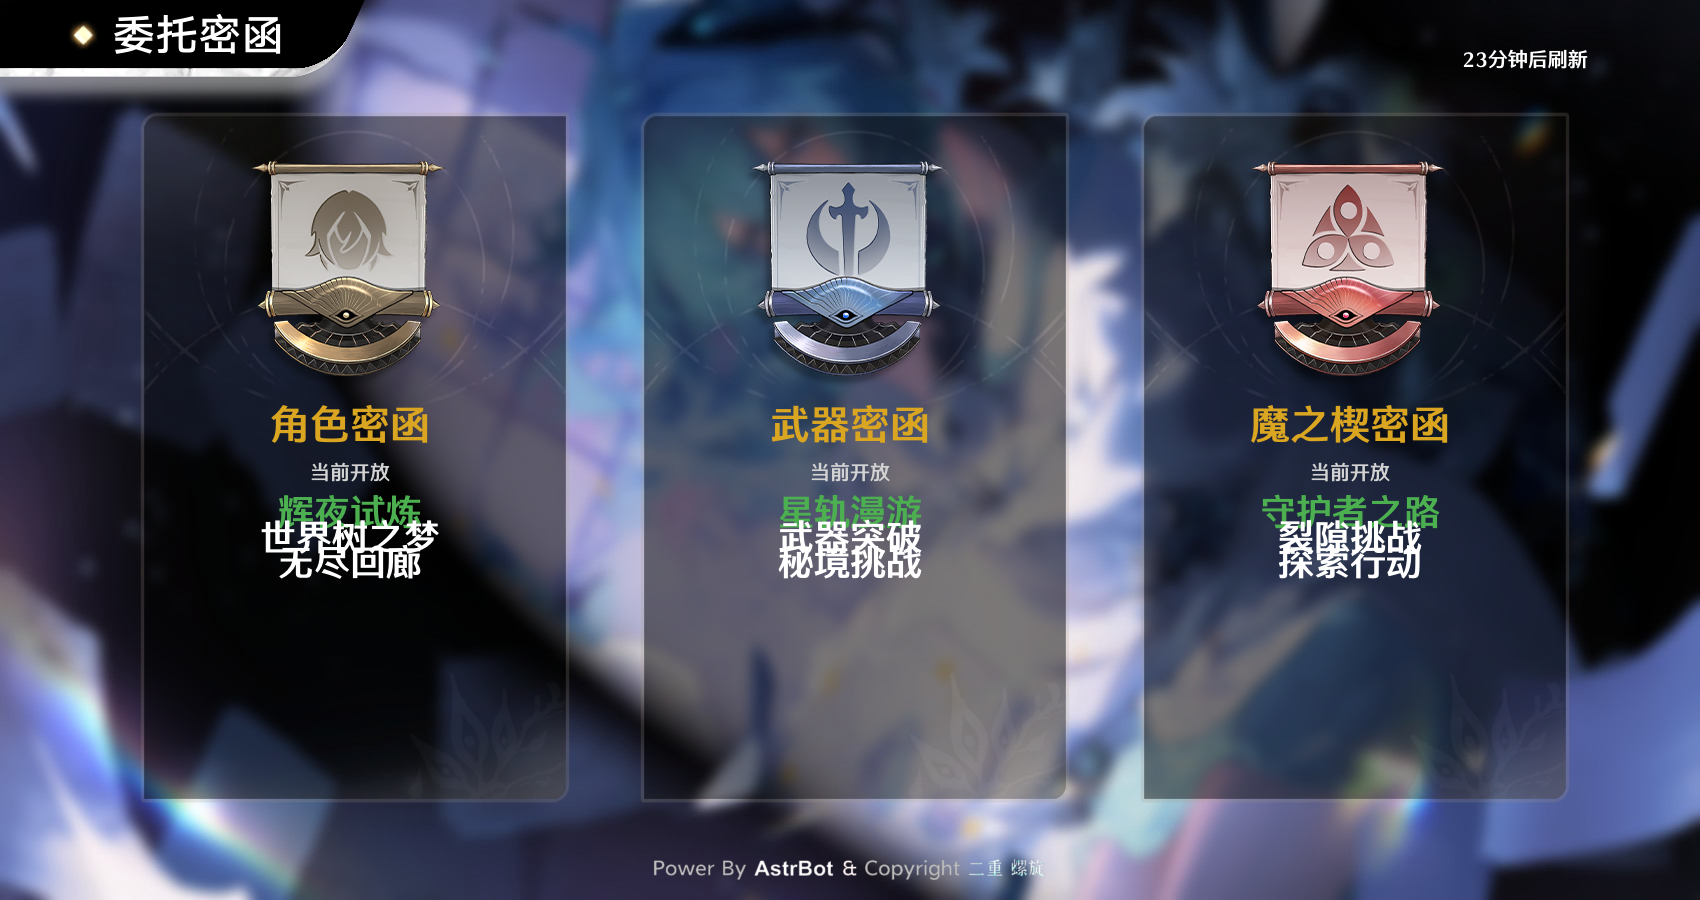 委托密函
23分钟后刷新
角色密函
当前开放
辉夜试炼
世界树之梦
无尽回廊
武器密函
当前开放
星轨漫游
武器突破
秘境挑战
魔之楔密函
当前开放
守护者之路
裂隙挑战
探索行动
Power By AstrBot & Copyright 二重 螺旋